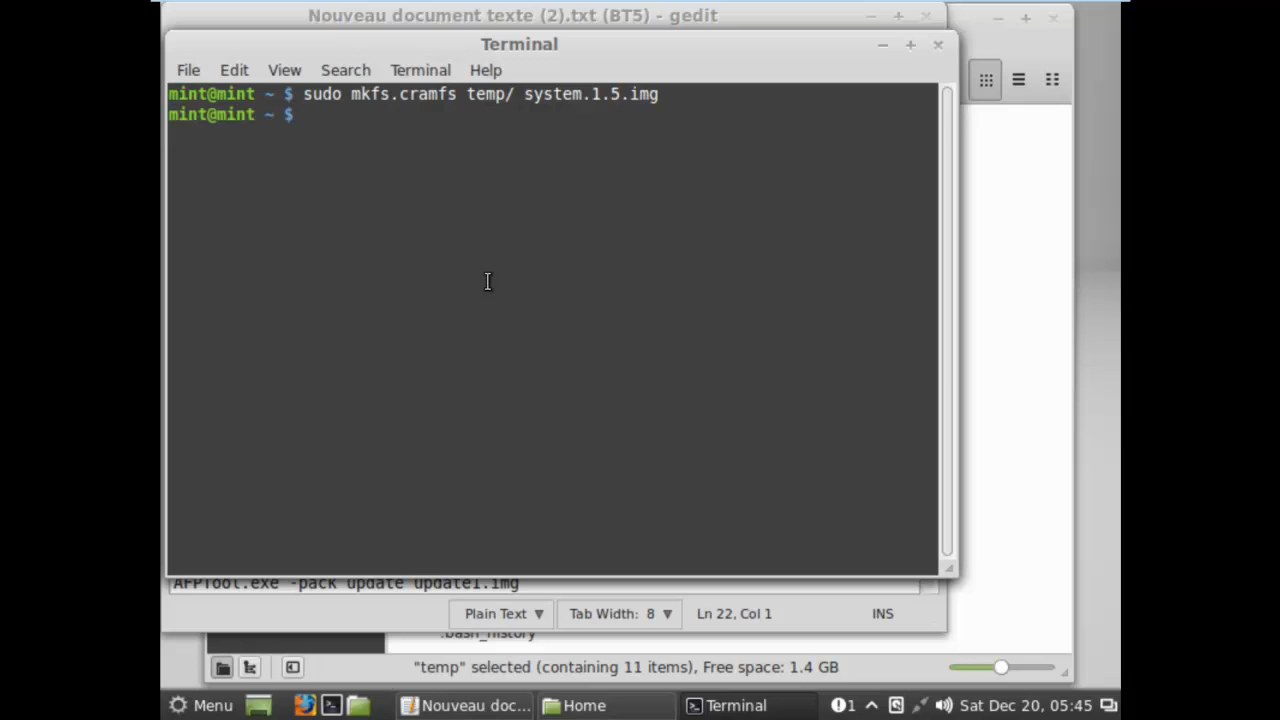 Nouveau document texte (2).txt (BT5) - gedit
Terminal
File Edit View Search Terminal Help
mint@mint ~ $ sudo mkfs.cramfs temp/ system.1.5.img
mint@mint ~ $
AFPTool.exe -pack update update1.img
Plain Text Tab Width: 8 Ln 22, Col 1 INS
.bash_history
"temp" selected (containing 11 items), Free space: 1.4 GB
Menu Nouveau doc... Home Terminal 1 Sat Dec 20, 05:45